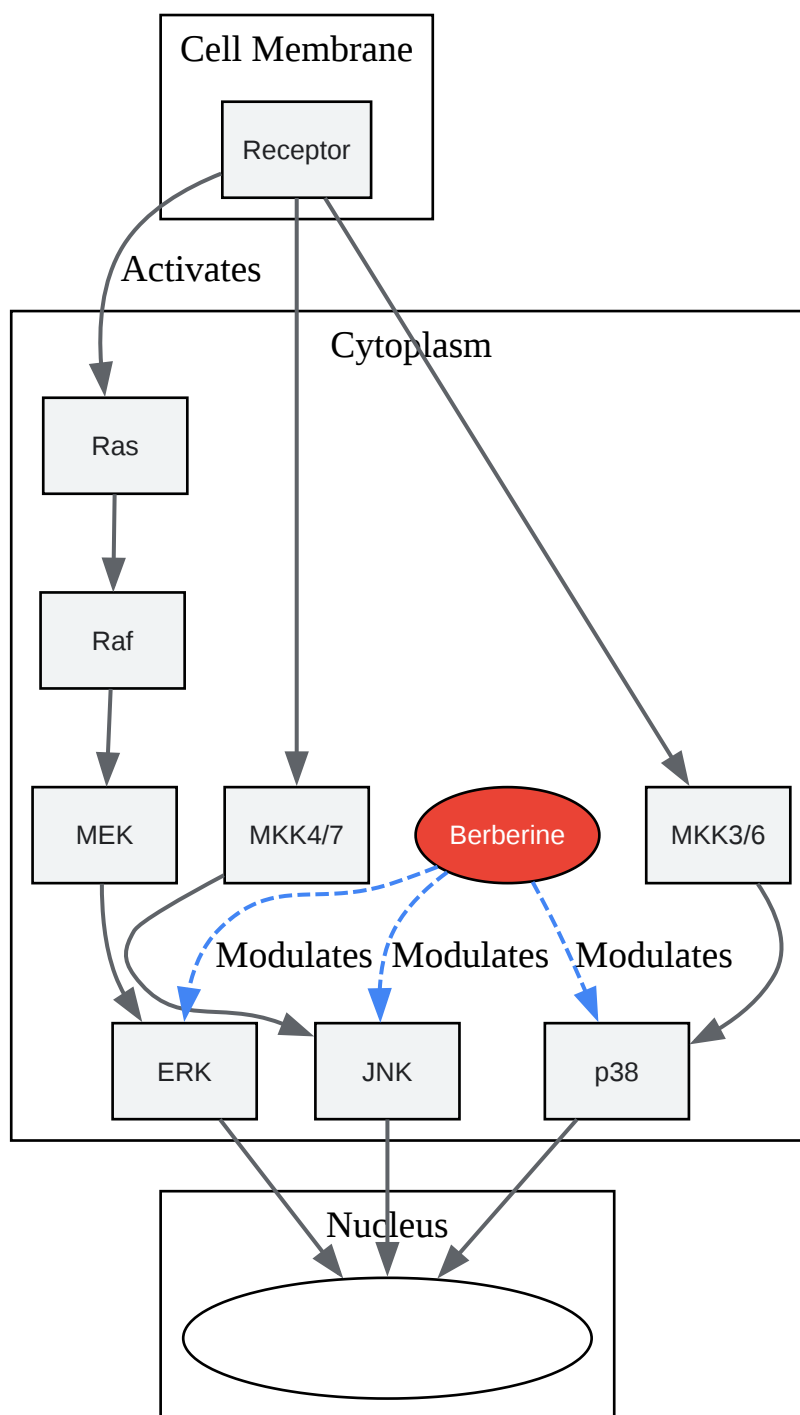 Cell Membrane
Receptor
Activates
Cytoplasm
Ras
Raf
MEK
MKK4/7
Berberine
MKK3/6
Modulates
Modulates
Modulates
ERK
JNK
p38
Nucleus